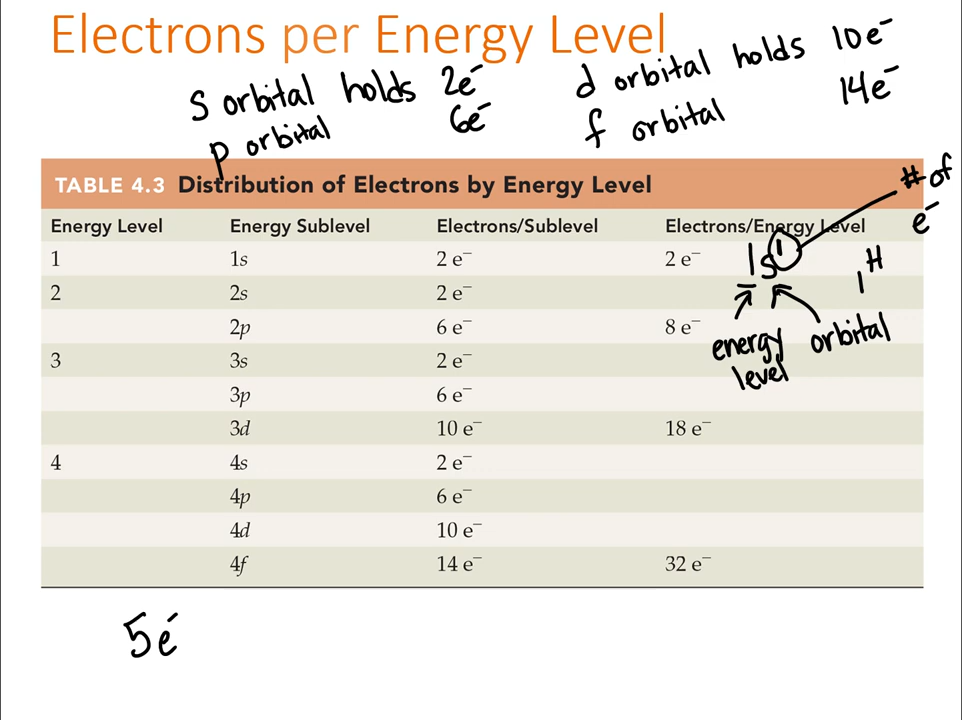 Electrons per Energy Level
s orbital holds 2e⁻ d orbital holds 10e⁻
p orbital 6e⁻ f orbital 14e⁻
TABLE 4.3 Distribution of Electrons by Energy Level
# of
e⁻
Energy Level Energy Sublevel Electrons/Sublevel Electrons/Energy Level
1 1s 2 e⁻ 2 e⁻
1s¹ ₁H
2 2s 2 e⁻
2p 6 e⁻ 8 e⁻
energy orbital
level
3 3s 2 e⁻
3p 6 e⁻
3d 10 e⁻ 18 e⁻
4 4s 2 e⁻
4p 6 e⁻
4d 10 e⁻
4f 14 e⁻ 32 e⁻
5e⁻